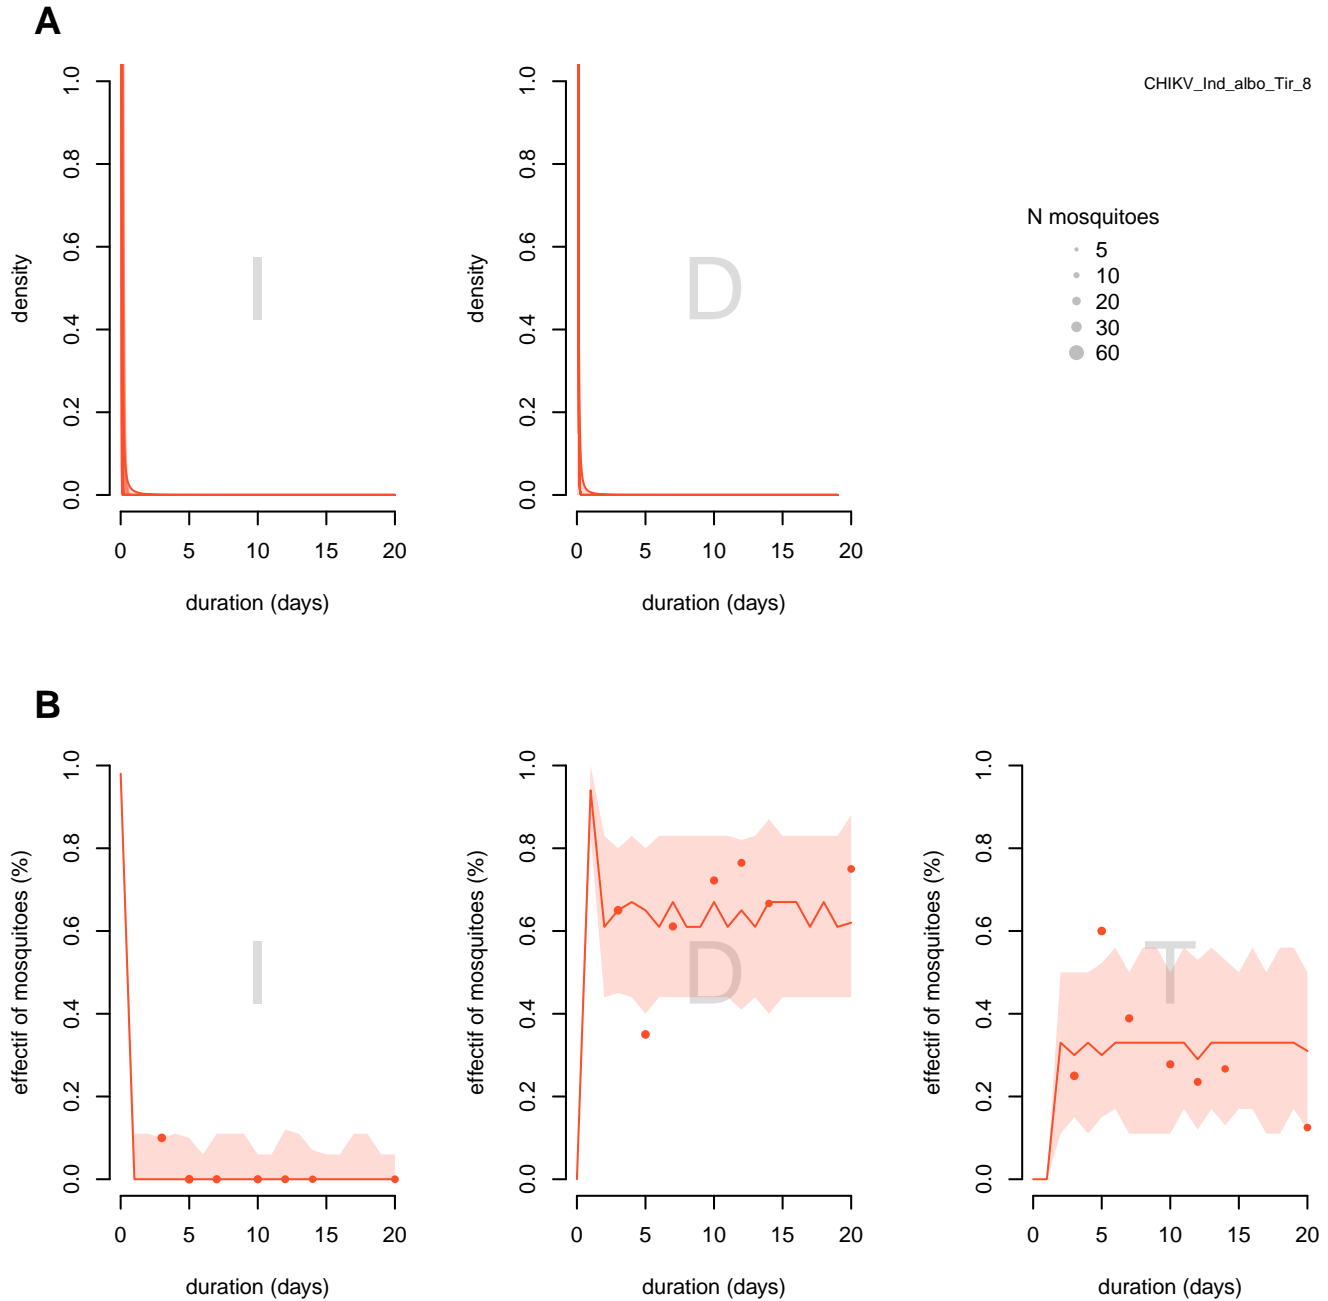 A
CHIKV_Ind_albo_Tir_8
density
0.0 0.2 0.4 0.6 0.8 1.0
I
0 5 10 15 20
duration (days)
density
0.0 0.2 0.4 0.6 0.8 1.0
D
0 5 10 15 20
duration (days)
N mosquitoes
5
10
20
30
60
B
effectif of mosquitoes (%)
0.0 0.2 0.4 0.6 0.8 1.0
I
0 5 10 15 20
duration (days)
effectif of mosquitoes (%)
0.0 0.2 0.4 0.6 0.8 1.0
D
0 5 10 15 20
duration (days)
effectif of mosquitoes (%)
0.0 0.2 0.4 0.6 0.8 1.0
T
0 5 10 15 20
duration (days)